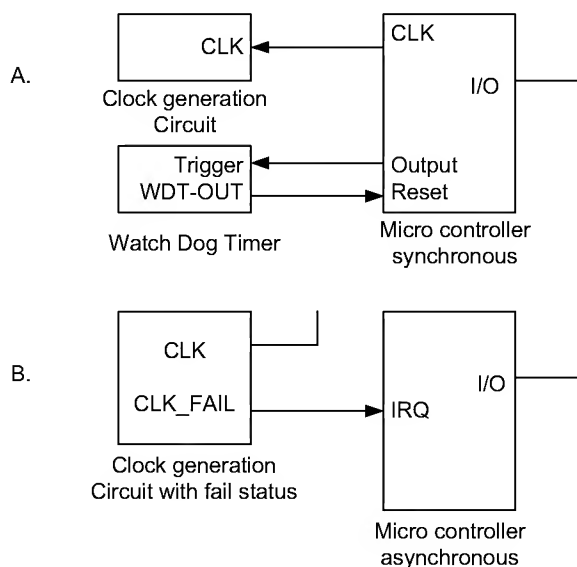 A.
CLK
Clock generation
Circuit
CLK
I/O
Trigger
WDT-OUT
Output
Reset
Watch Dog Timer
Micro controller
synchronous
B.
CLK
CLK_FAIL
Clock generation
Circuit with fail status
I/O
IRQ
Micro controller
asynchronous